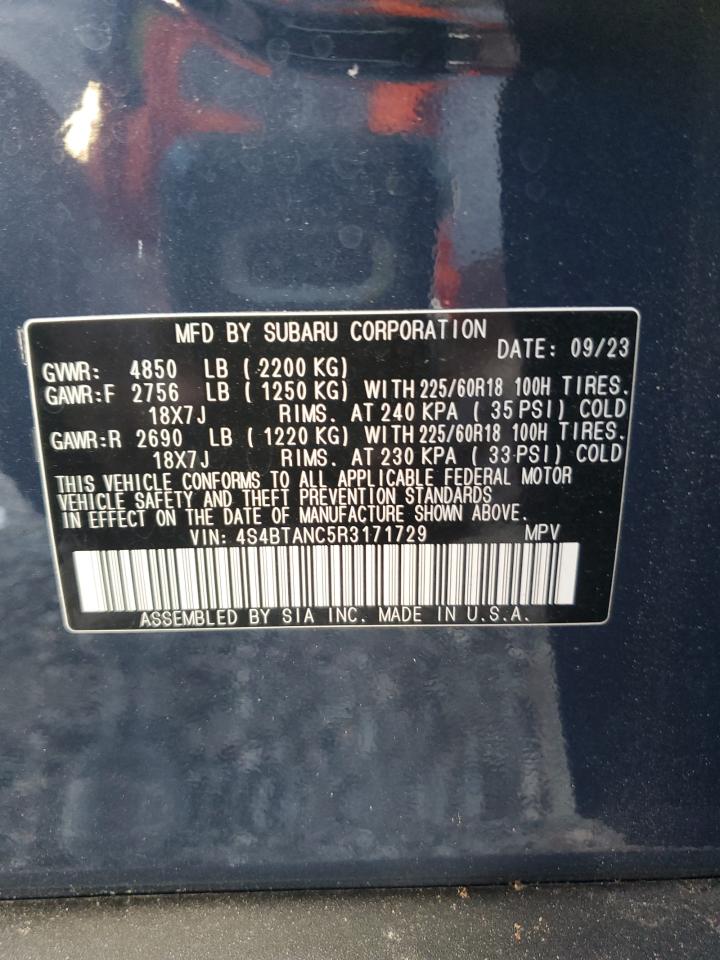 MFD BY SUBARU CORPORATION DATE: 09/23
GVWR: 4850 LB ( 2200 KG)
GAWR:F 2756 LB ( 1250 KG) WITH 225/60R18 100H TIRES.
18X7J RIMS. AT 240 KPA ( 35 PSI) COLD
GAWR:R 2690 LB ( 1220 KG) WITH 225/60R18 100H TIRES.
18X7J RIMS. AT 230 KPA ( 33 PSI) COLD
THIS VEHICLE CONFORMS TO ALL APPLICABLE FEDERAL MOTOR
VEHICLE SAFETY AND THEFT PREVENTION STANDARDS
IN EFFECT ON THE DATE OF MANUFACTURE SHOWN ABOVE.
VIN: 4S4BTANC5R3171729 MPV
ASSEMBLED BY SIA INC. MADE IN U.S.A.